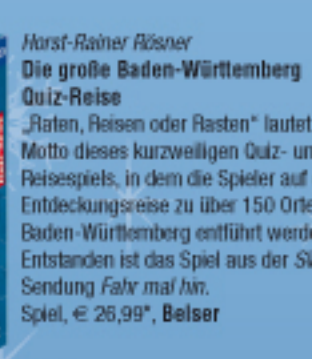 Horst-Rainer Rösner
Die große Baden-Württemberg
Quiz-Reise
„Raten, Reisen oder Rasten“ lautet
Motto dieses kurzweiligen Quiz- un
Reisespiels, in dem die Spieler auf
Entdeckungsreise zu über 150 Orte
Baden-Württemberg entführt werde
Entstanden ist das Spiel aus der SW
Sendung Fahr mal hin.
Spiel, € 26,99*, Belser